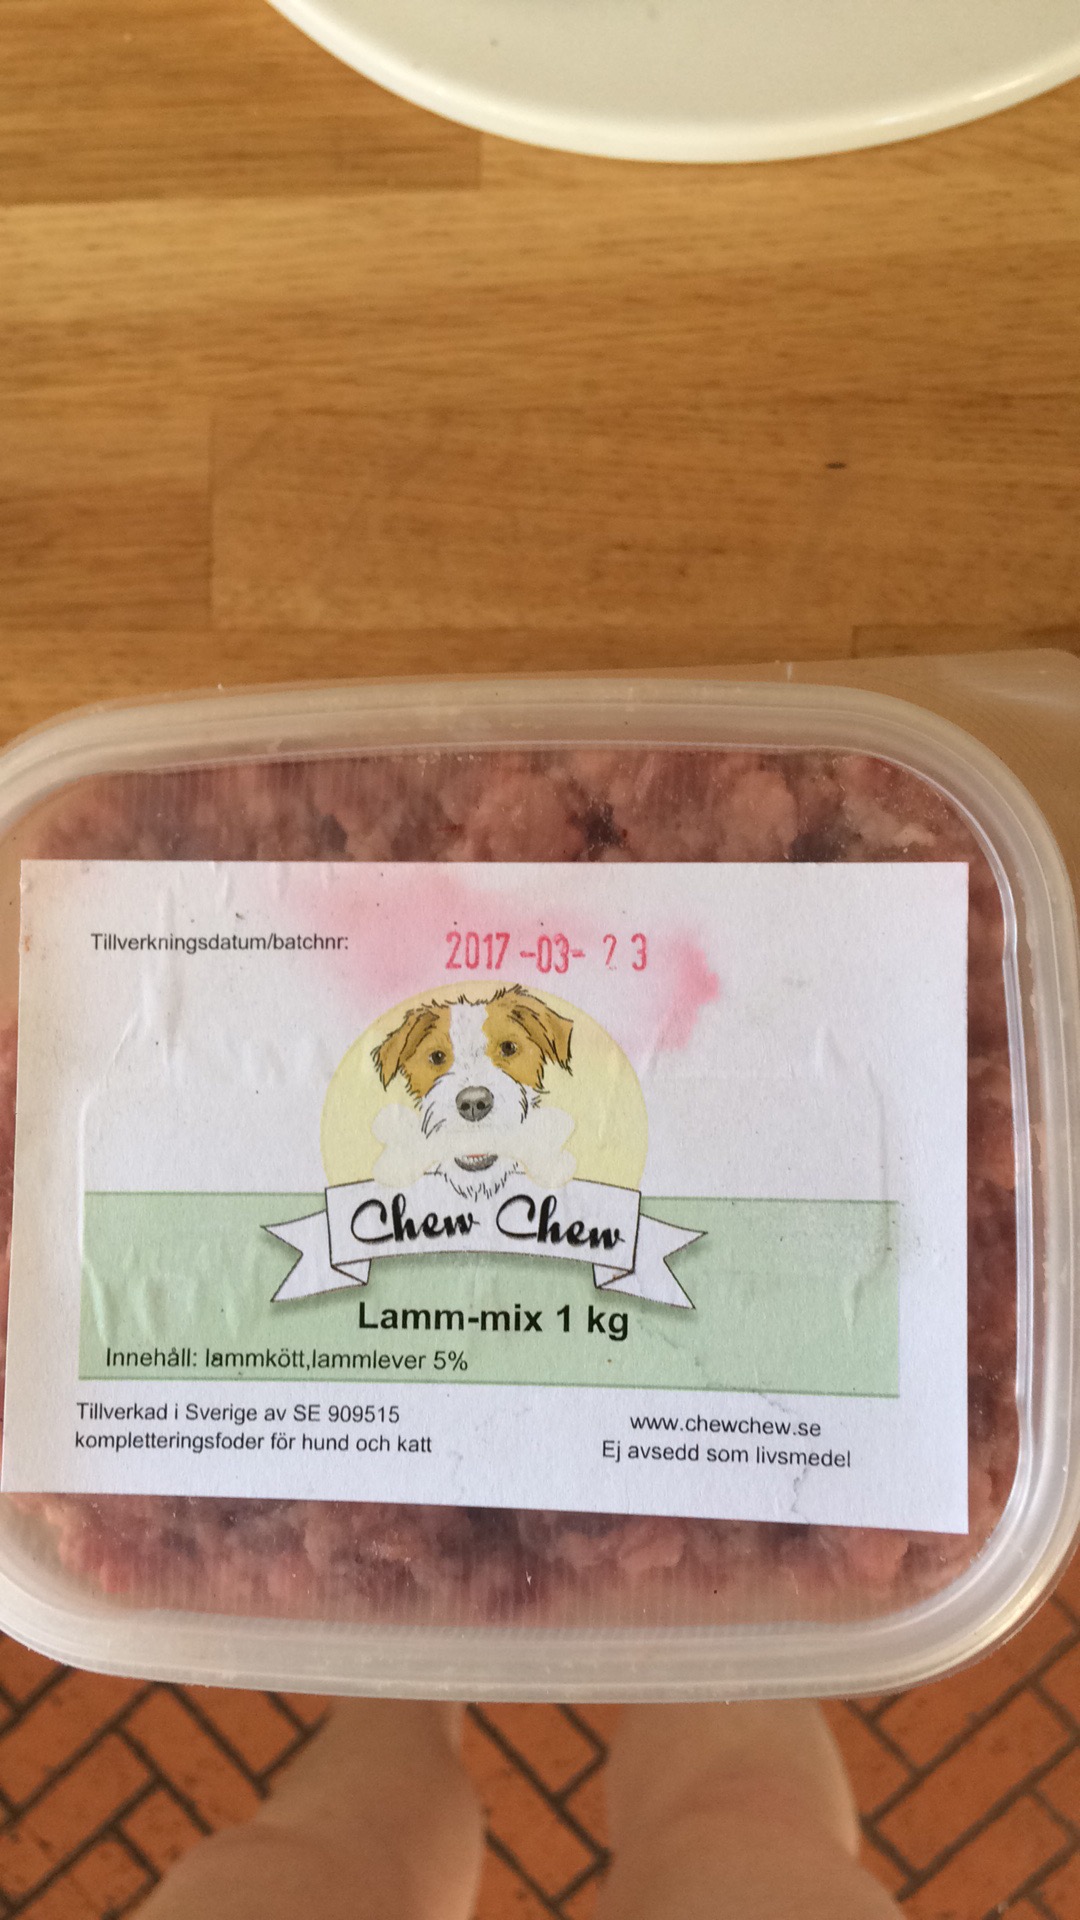 Tillverkningsdatum/batchnr: 2017 -03- 23
Chew Chew
Lamm-mix 1 kg
Innehåll: lammkött,lammlever 5%
Tillverkad i Sverige av SE 909515
kompletteringsfoder för hund och katt
www.chewchew.se
Ej avsedd som livsmedel